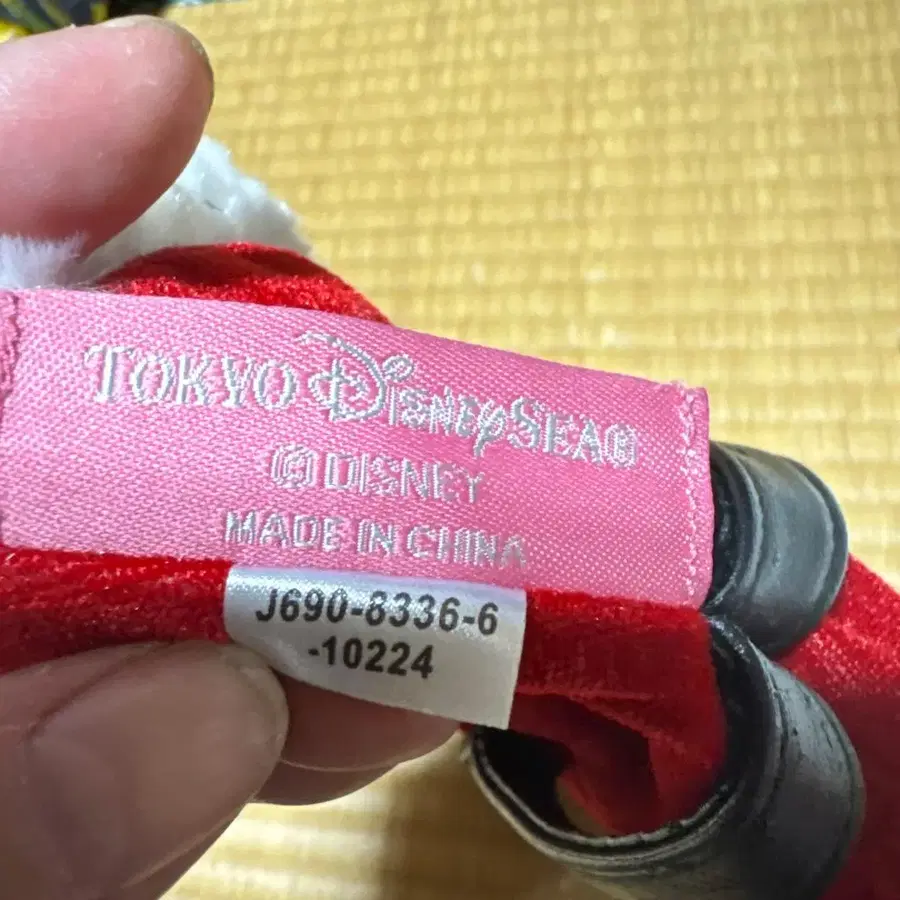 TOKYO DISNEYSEA®
© DISNEY
MADE IN CHINA
J690-8336-6
-10224